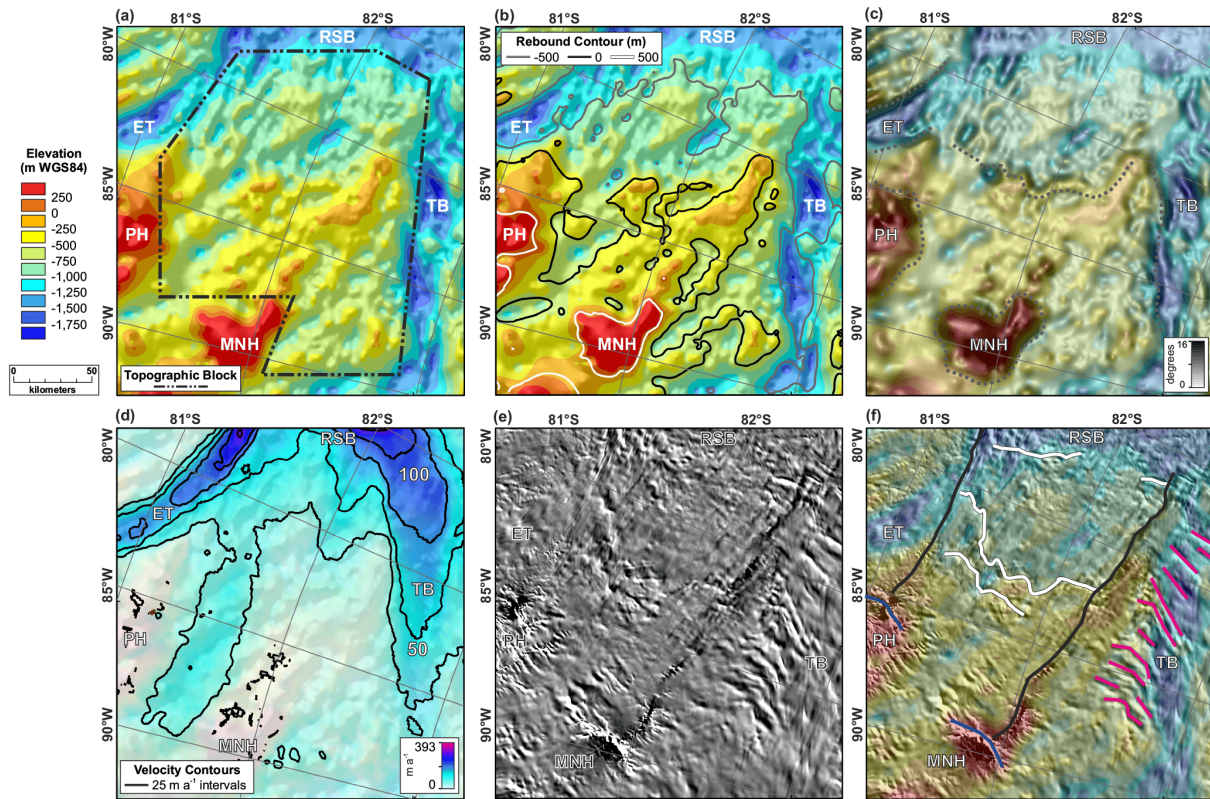 (a)
81°S
82°S
80°W
RSB
ET
85°W
TB
PH
90°W
MNH
Topographic Block
Elevation
(m WGS84)
250
0
-250
-500
-750
-1,000
-1,250
-1,500
-1,750
0
50
kilometers
(b)
81°S
82°S
80°W
RSB
Rebound Contour (m)
-500
0
500
ET
85°W
TB
PH
90°W
MNH
(c)
81°S
82°S
80°W
RSB
ET
85°W
TB
PH
90°W
MNH
16
degrees
0
(d)
81°S
82°S
80°W
RSB
100
ET
85°W
TB
PH
50
90°W
MNH
Velocity Contours
25 m a⁻¹ intervals
393
m a⁻¹
0
(e)
81°S
82°S
80°W
RSB
ET
85°W
PH
TB
90°W
MNH
(f)
81°S
82°S
80°W
RSB
ET
85°W
PH
TB
90°W
MNH